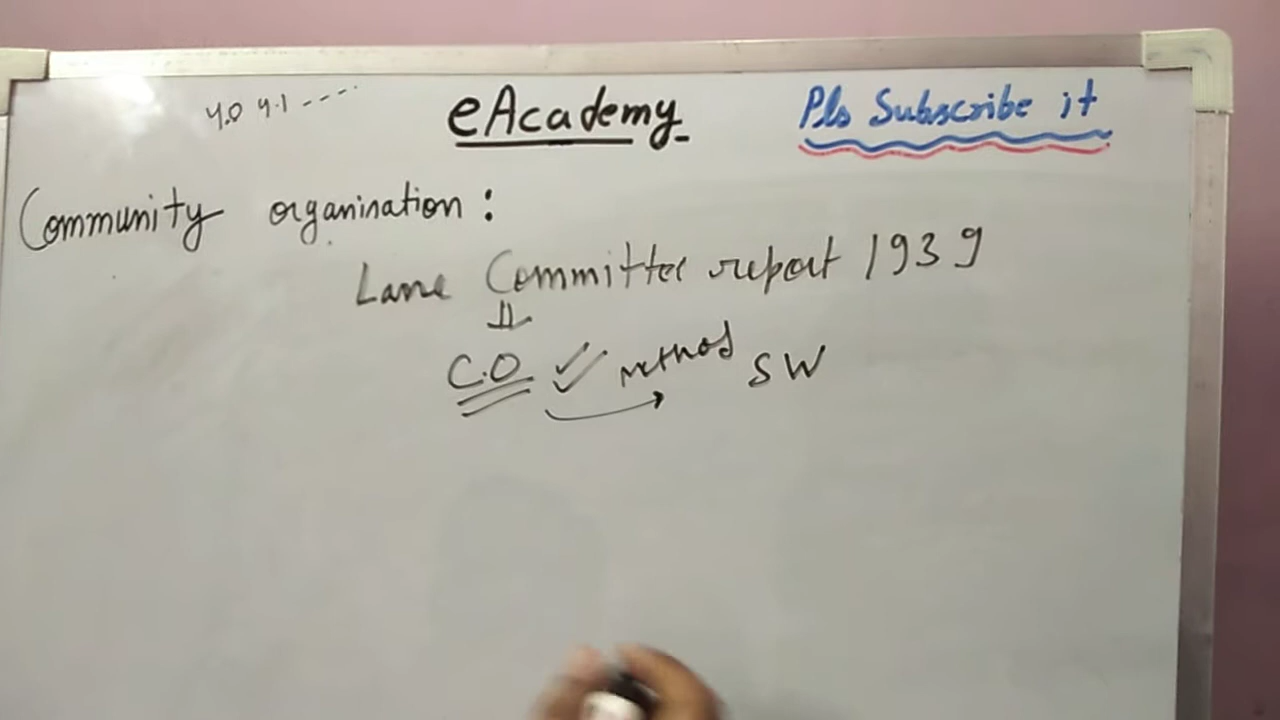 4.0 4.1 ----
eAcademy
Pls Subscribe it
Community organination :
Lane Committee report 1939
C.O method SW